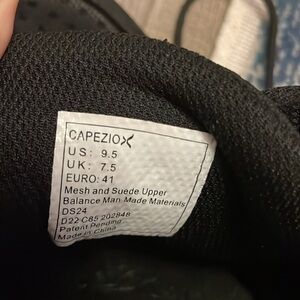 CAPEZIO
US: 9.5
UK: 7.5
EURO: 41
Mesh and Suede Upper
Balance Man Made Materials
DS24
D22-C85 202848
Patent Pending
Made in China